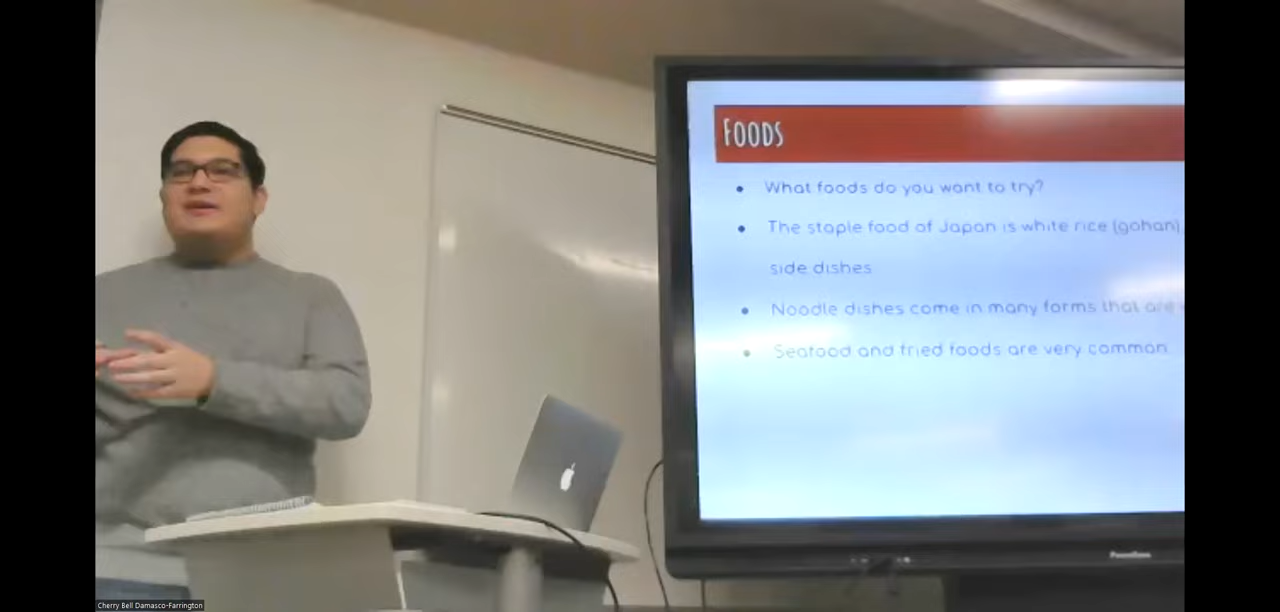 FOODS
What foods do you want to try?
The staple food of Japan is white rice (gohan)
side dishes
Noodle dishes come in many forms that are
Seafood and fried foods are very common.
Cherry Bell Damasco-Farrington